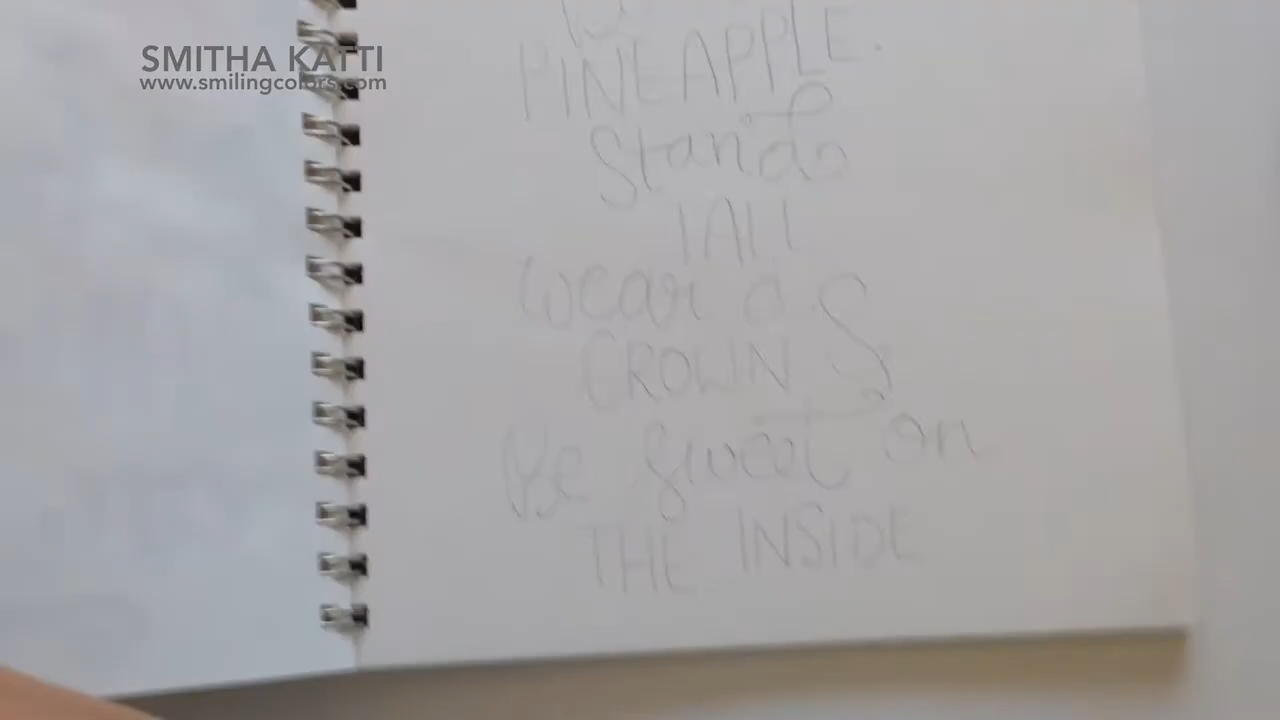 SMITHA KATTI
www.smilingcolors.com
PINEAPPLE.
Stand
TALL
wear a
CROWN &
Be sweet on
THE INSIDE